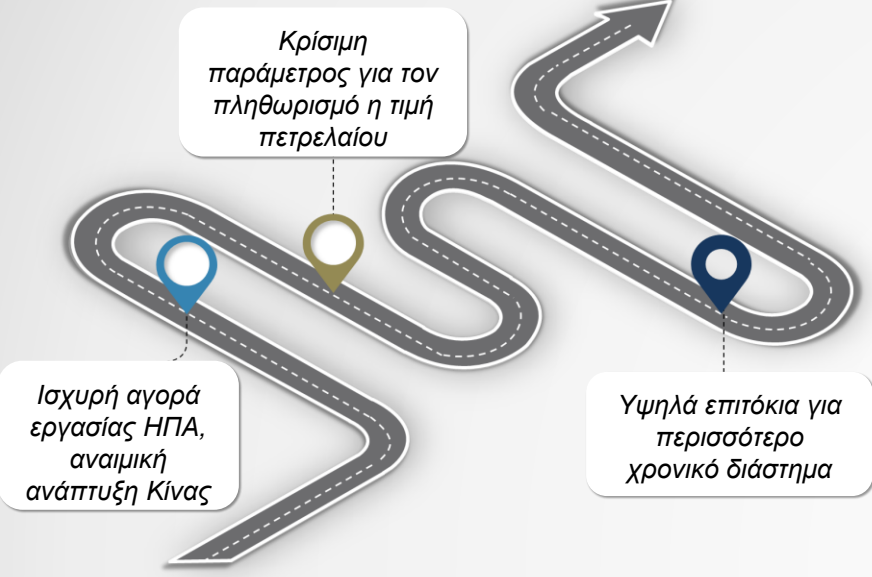 Κρίσιμη
παράμετρος για τον
πληθωρισμό η τιμή
πετρελαίου
Ισχυρή αγορά
εργασίας ΗΠΑ,
αναιμική
ανάπτυξη Κίνας
Υψηλά επιτόκια για
περισσότερο
χρονικό διάστημα